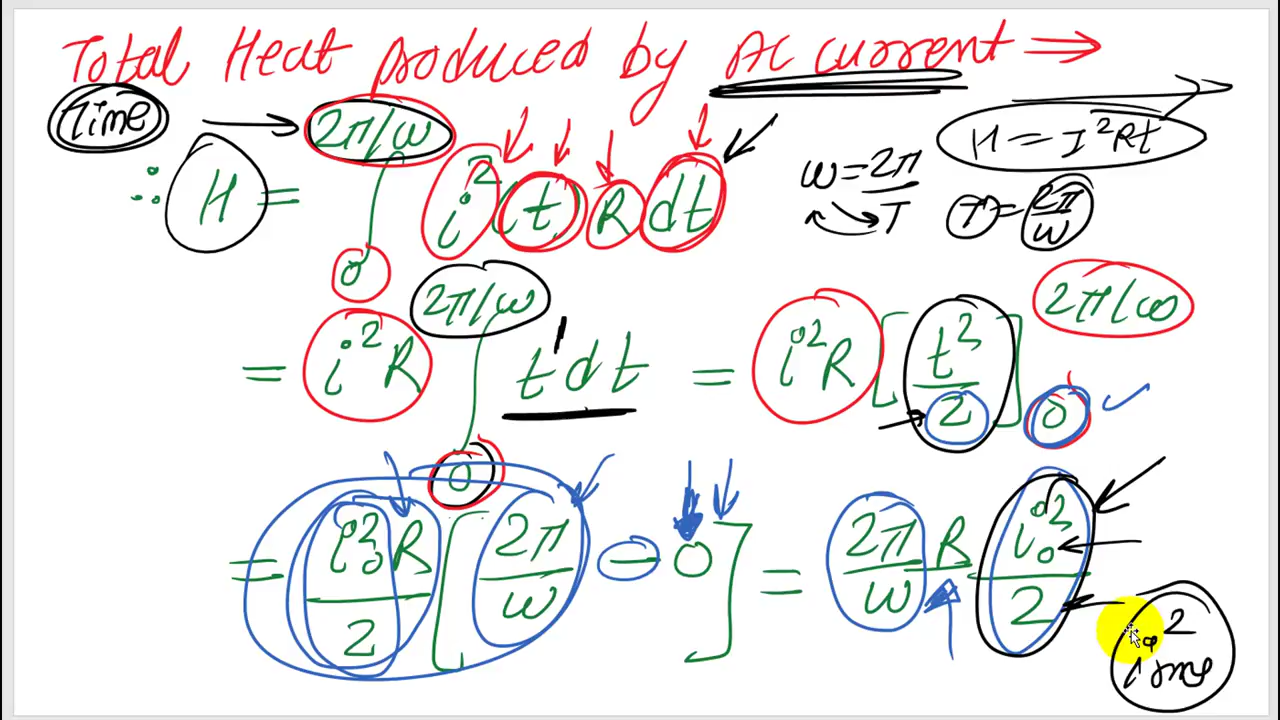 Total Heat produced by AC current ⇒
Time → 2π/ω
H = I²Rt
∴ H = ∫₀^{2π/ω} i²(t) R dt
ω = 2π/T
T = 2π/ω
= i²R ∫₀^{2π/ω} t' dt = i²R [t²/2]₀^{2π/ω}
= i₀²R/2 [2π/ω − 0] = 2π/ω R i₀²/2
i²rms